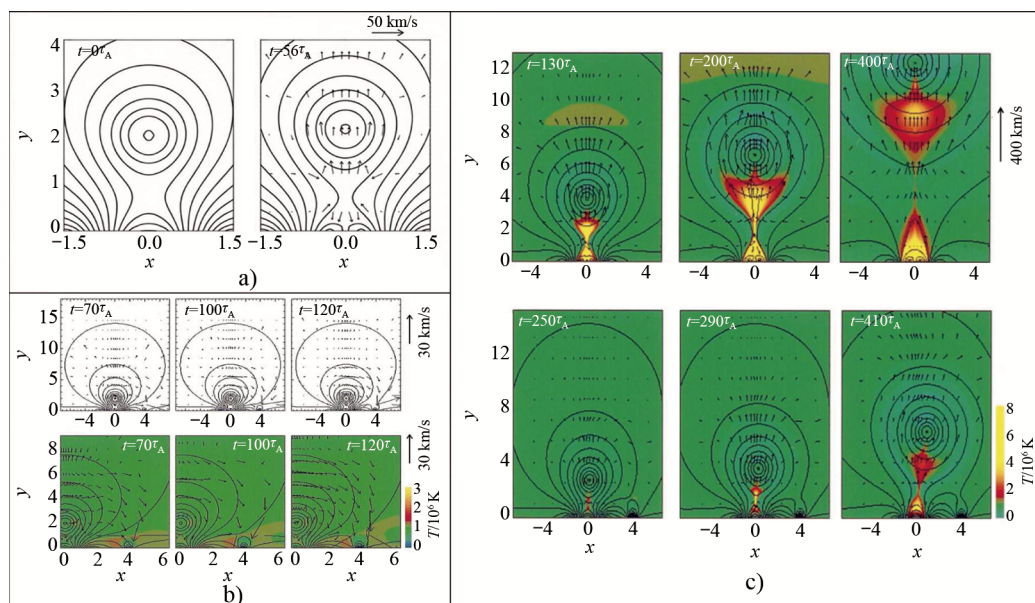 50 km/s
t=0τA
t=56τA
4
3
2
1
0
y
−1.5 0.0 1.5
−1.5 0.0 1.5
x
x
a)
t=70τA
t=100τA
t=120τA
15
10
5
0
y
30 km/s
−4 0 4
−4 0 4
−4 0 4
t=70τA
t=100τA
t=120τA
8
6
4
2
0
y
30 km/s
3
2
1
0
T/10⁶ K
0 2 4 6
0 2 4 6
0 2 4 6
x
x
x
b)
t=130τA
t=200τA
t=400τA
12
10
8
6
4
2
0
y
400 km/s
−4 0 4
−4 0 4
−4 0 4
t=250τA
t=290τA
t=410τA
12
8
4
0
y
8
6
4
2
0
T/10⁶ K
−4 0 4
−4 0 4
−4 0 4
x
x
x
c)